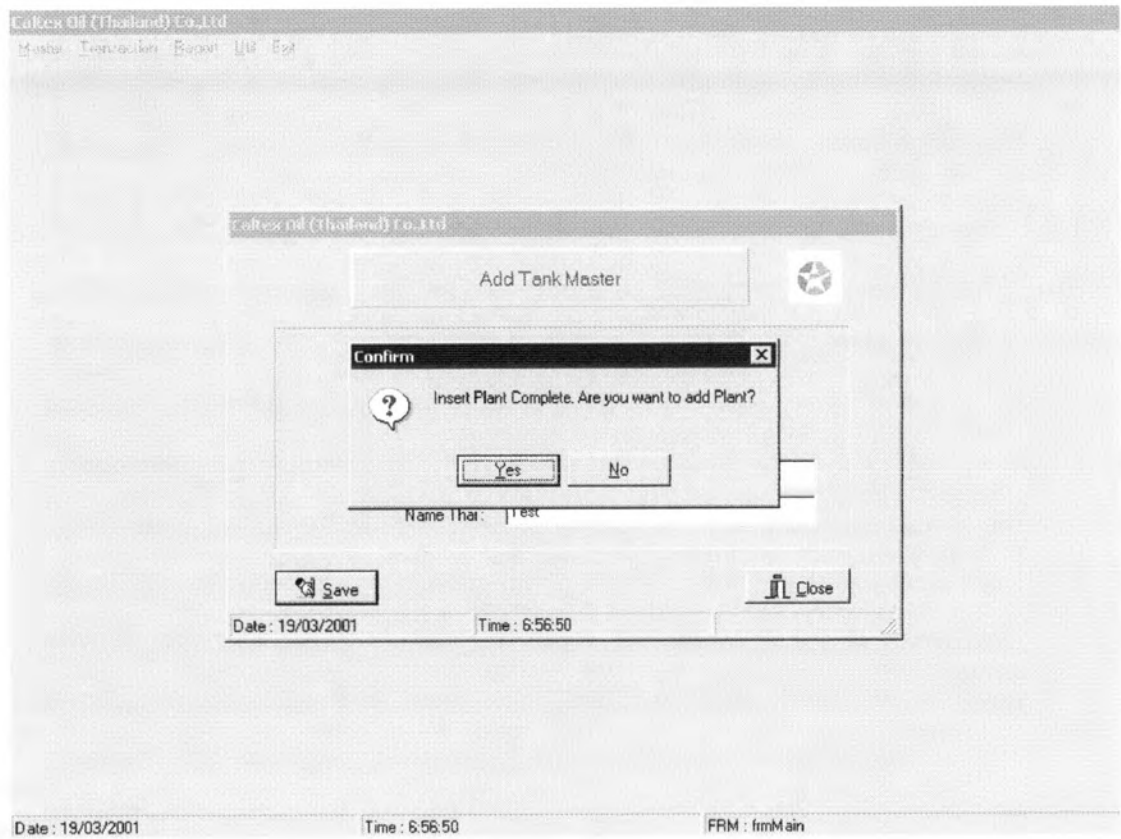 Caltex Oil (Thailand) Co.,Ltd
Master Transaction Report Util Exit
Caltex Oil (Thailand) Co.,Ltd
Add Tank Master
Confirm
Insert Plant Complete. Are you want to add Plant?
Yes No
Name Thai : Test
Save Close
Date : 19/03/2001 Time : 6:56:50
Date : 19/03/2001 Time : 6:56:50 FRM : frmMain